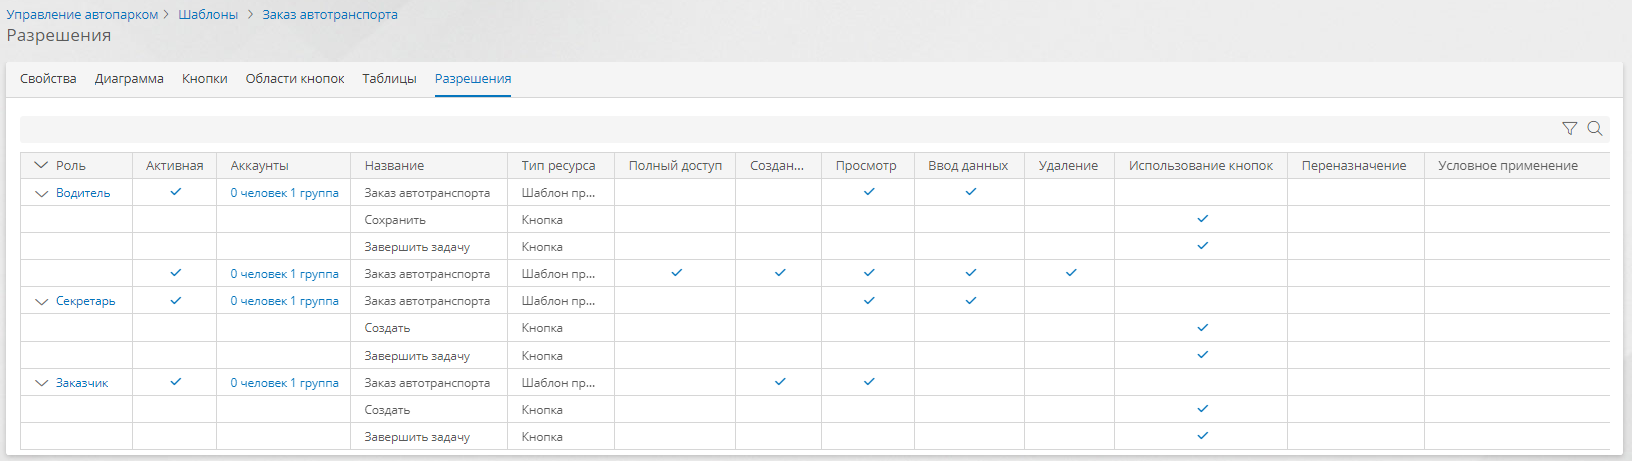 Управление автопарком > Шаблоны > Заказ автотранспорта
Разрешения
Свойства Диаграмма Кнопки Области кнопок Таблицы Разрешения
Роль Активная Аккаунты Название Тип ресурса Полный доступ Создан... Просмотр Ввод данных Удаление Использование кнопок Переназначение Условное применение
Водитель 0 человек 1 группа Заказ автотранспорта Шаблон пр...
Сохранить Кнопка
Завершить задачу Кнопка
0 человек 1 группа Заказ автотранспорта Шаблон пр...
Секретарь 0 человек 1 группа Заказ автотранспорта Шаблон пр...
Создать Кнопка
Завершить задачу Кнопка
Заказчик 0 человек 1 группа Заказ автотранспорта Шаблон пр...
Создать Кнопка
Завершить задачу Кнопка